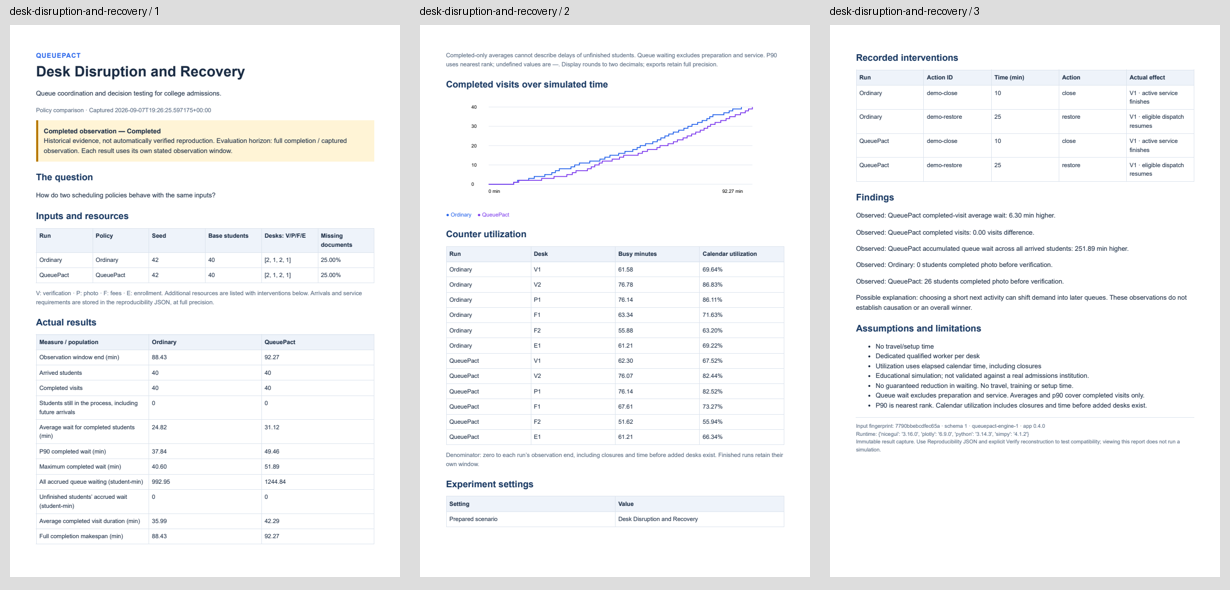 desk-disruption-and-recovery / 1
QUEUEPACT
Desk Disruption and Recovery
Queue coordination and decision testing for college admissions.
Policy comparison · Captured 2026-09-07T19:26:25.597175+00:00
Completed observation — Completed
Historical evidence, not automatically verified reproduction. Evaluation horizon: full completion / captured
observation. Each result uses its own stated observation window.
The question
How do two scheduling policies behave with the same inputs?
Inputs and resources
Run Policy Seed Base students Desks: V/P/F/E Missing
documents
Ordinary Ordinary 42 40 [2, 1, 2, 1] 25.00%
QueuePact QueuePact 42 40 [2, 1, 2, 1] 25.00%
V: verification · P: photo · F: fees · E: enrollment. Additional resources are listed with interventions below. Arrivals and service
requirements are stored in the reproducibility JSON, at full precision.
Actual results
Measure / population Ordinary QueuePact
Observation window end (min) 88.43 92.27
Arrived students 40 40
Completed visits 40 40
Students still in the process, including 0 0
future arrivals
Average wait for completed students 24.82 31.12
(min)
P90 completed wait (min) 37.84 49.46
Maximum completed wait (min) 40.60 51.89
All accrued queue waiting (student-min) 992.95 1244.84
Unfinished students' accrued wait 0 0
(student-min)
Average completed visit duration (min) 35.99 42.29
Full completion makespan (min) 88.43 92.27
desk-disruption-and-recovery / 2
Completed-only averages cannot describe delays of unfinished students. Queue waiting excludes preparation and service. P90
uses nearest rank; undefined values are —. Display rounds to two decimals; exports retain full precision.
Completed visits over simulated time
40
30
20
10
0
0 min 92.27 min
● Ordinary ● QueuePact
Counter utilization
Run Desk Busy minutes Calendar utilization
Ordinary V1 61.58 69.64%
Ordinary V2 76.78 86.83%
Ordinary P1 76.14 86.11%
Ordinary F1 63.34 71.63%
Ordinary F2 55.88 63.20%
Ordinary E1 61.21 69.22%
QueuePact V1 62.30 67.52%
QueuePact V2 76.07 82.44%
QueuePact P1 76.14 82.52%
QueuePact F1 67.61 73.27%
QueuePact F2 51.62 55.94%
QueuePact E1 61.21 66.34%
Denominator: zero to each run's observation end, including closures and time before added desks exist. Finished runs retain their
own window.
Experiment settings
Setting Value
Prepared scenario Desk Disruption and Recovery
desk-disruption-and-recovery / 3
Recorded interventions
Run Action ID Time (min) Action Actual effect
Ordinary demo-close 10 close V1 · active service
finishes
Ordinary demo-restore 25 restore V1 · eligible dispatch
resumes
QueuePact demo-close 10 close V1 · active service
finishes
QueuePact demo-restore 25 restore V1 · eligible dispatch
resumes
Findings
Observed: QueuePact completed-visit average wait: 6.30 min higher.
Observed: QueuePact completed visits: 0.00 visits difference.
Observed: QueuePact accumulated queue wait across all arrived students: 251.89 min higher.
Observed: Ordinary: 0 students completed photo before verification.
Observed: QueuePact: 26 students completed photo before verification.
Possible explanation: choosing a short next activity can shift demand into later queues. These observations do not
establish causation or an overall winner.
Assumptions and limitations
• No travel/setup time
• Dedicated qualified worker per desk
• Utilization uses elapsed calendar time, including closures
• Educational simulation; not validated against a real admissions institution.
• No guaranteed reduction in waiting. No travel, training or setup time.
• Queue wait excludes preparation and service. Averages and p90 cover completed visits only.
• P90 is nearest rank. Calendar utilization includes closures and time before added desks exist.
Input fingerprint: · schema 1 · queuepact-engine-1 · app 0.4.0
Runtime: {'nicegui': '3.16.0', 'plotly': '6.9.0', 'python': '3.14.3', 'simpy': '4.1.2'}
Immutable result capture. Use Reproducibility JSON and explicit Verify reconstruction to test compatibility; viewing this report does not run a
simulation.